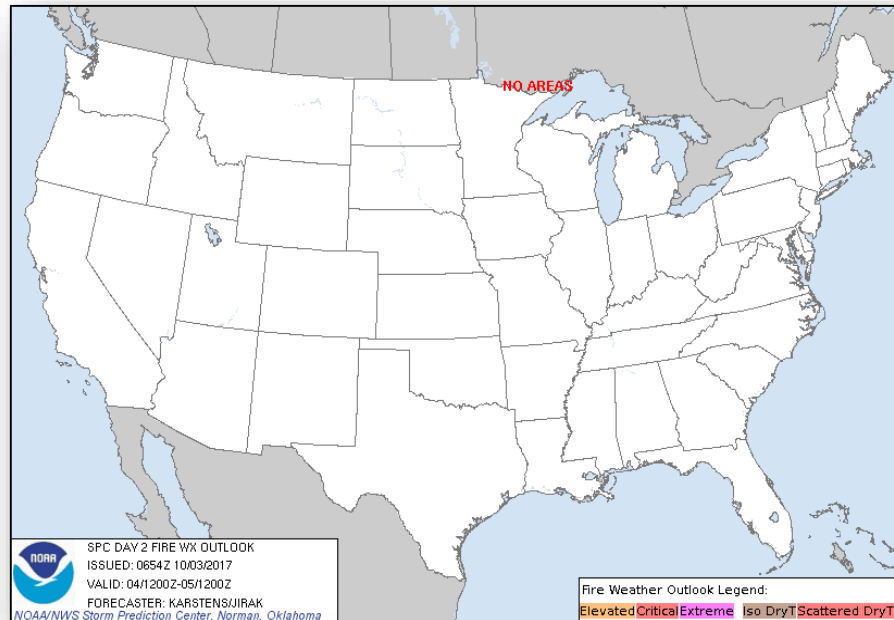 NO AREAS
NOAA
SPC DAY 2 FIRE WX OUTLOOK
ISSUED: 0654Z 10/03/2017
VALID: 04/1200Z-05/1200Z
FORECASTER: KARSTENS/JIRAK
NOAA/NWS Storm Prediction Center, Norman, Oklahoma
Fire Weather Outlook Legend:
Elevated Critical Extreme Iso DryT Scattered DryT